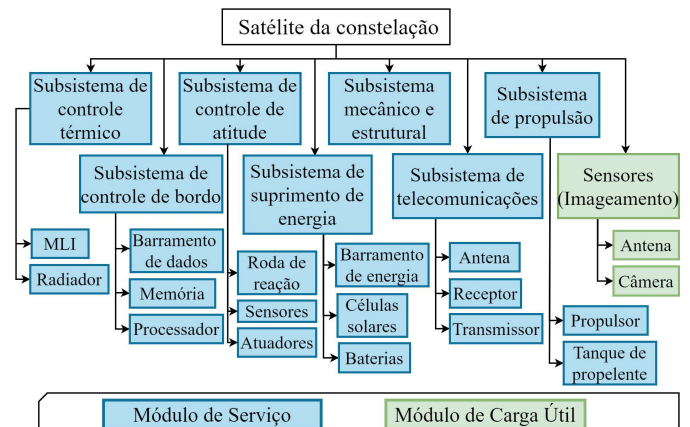 Satélite da constelação
Subsistema de
controle
térmico
Subsistema de
controle de
atitude
Subsistema
mecânico e
estrutural
Subsistema
de propulsão
Subsistema de
controle de bordo
Subsistema de
suprimento de
energia
Subsistema de
telecomunicações
Sensores
(Imageamento)
MLI
Radiador
Barramento
de dados
Memória
Processador
Roda de
reação
Sensores
Atuadores
Barramento
de energia
Células
solares
Baterias
Antena
Receptor
Transmissor
Propulsor
Tanque de
propelente
Antena
Câmera
Módulo de Serviço
Módulo de Carga Útil